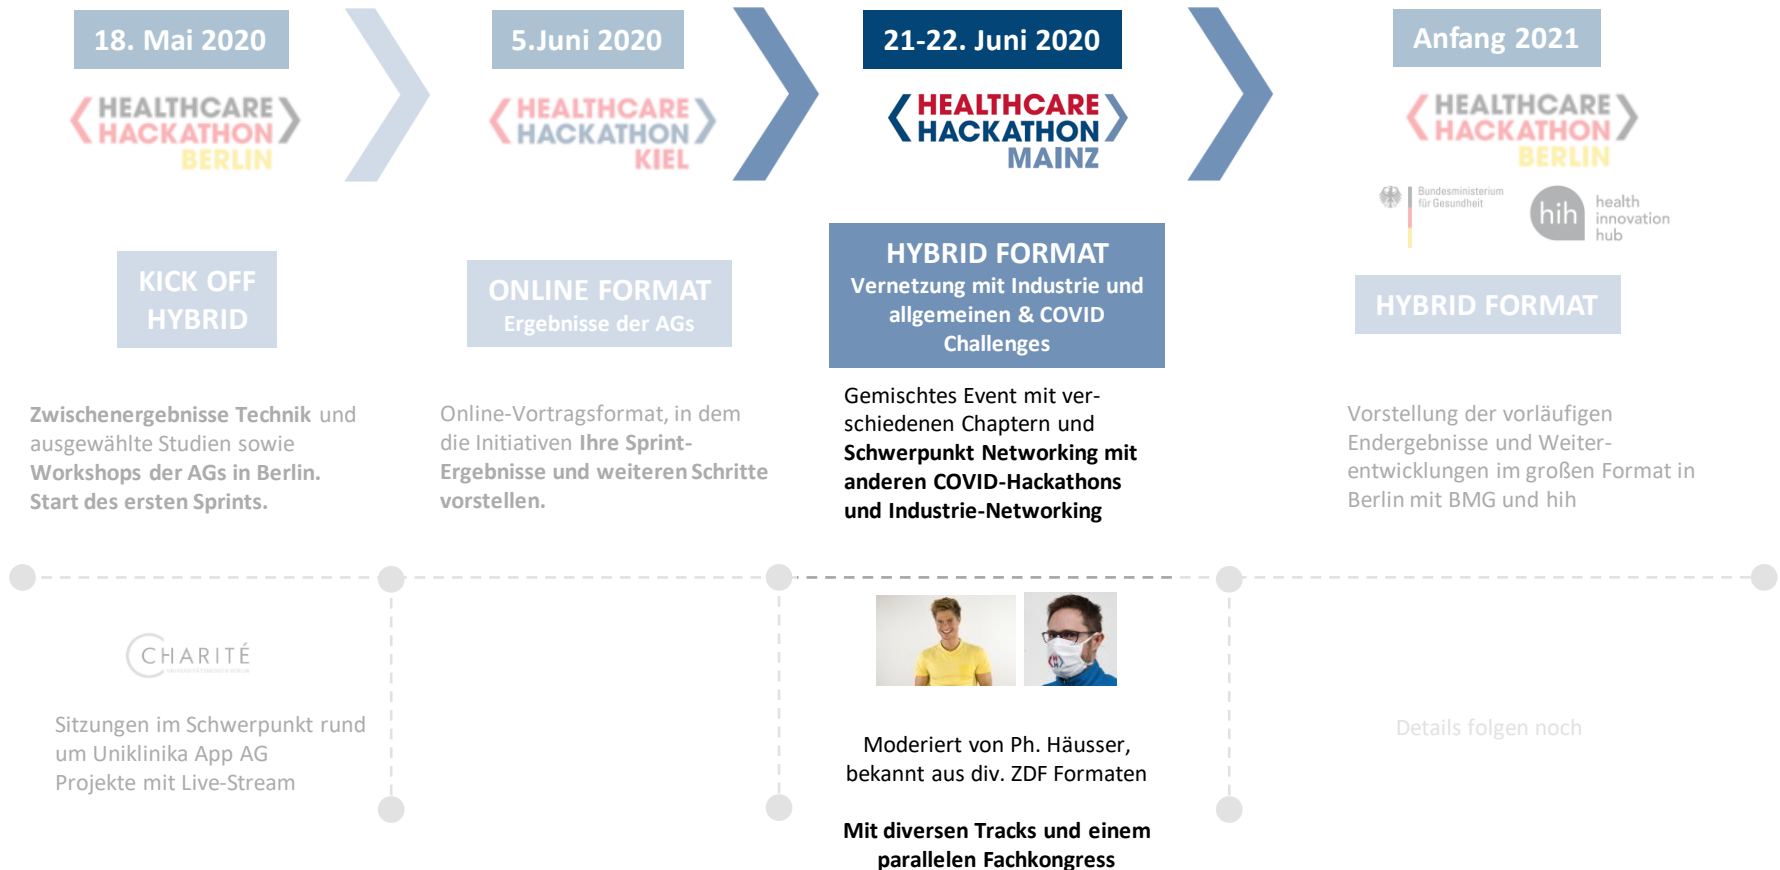 18. Mai 2020
HEALTHCARE
HACKATHON
BERLIN
KICK OFF
HYBRID
Zwischenergebnisse Technik und
ausgewählte Studien sowie
Workshops der AGs in Berlin.
Start des ersten Sprints.
CHARITÉ
UNIVERSITÄTSMEDIZIN BERLIN
Sitzungen im Schwerpunkt rund
um Uniklinika App AG
Projekte mit Live-Stream
5.Juni 2020
HEALTHCARE
HACKATHON
KIEL
ONLINE FORMAT
Ergebnisse der AGs
Online-Vortragsformat, in dem
die Initiativen Ihre Sprint-
Ergebnisse und weiteren Schritte
vorstellen.
21-22. Juni 2020
HEALTHCARE
HACKATHON
MAINZ
HYBRID FORMAT
Vernetzung mit Industrie und
allgemeinen & COVID
Challenges
Gemischtes Event mit ver-
schiedenen Chaptern und
Schwerpunkt Networking mit
anderen COVID-Hackathons
und Industrie-Networking
Moderiert von Ph. Häusser,
bekannt aus div. ZDF Formaten
Mit diversen Tracks und einem
parallelen Fachkongress
Anfang 2021
HEALTHCARE
HACKATHON
BERLIN
Bundesministerium
für Gesundheit
hih
health
innovation
hub
HYBRID FORMAT
Vorstellung der vorläufigen
Endergebnisse und Weiter-
entwicklungen im großen Format in
Berlin mit BMG und hih
Details folgen noch